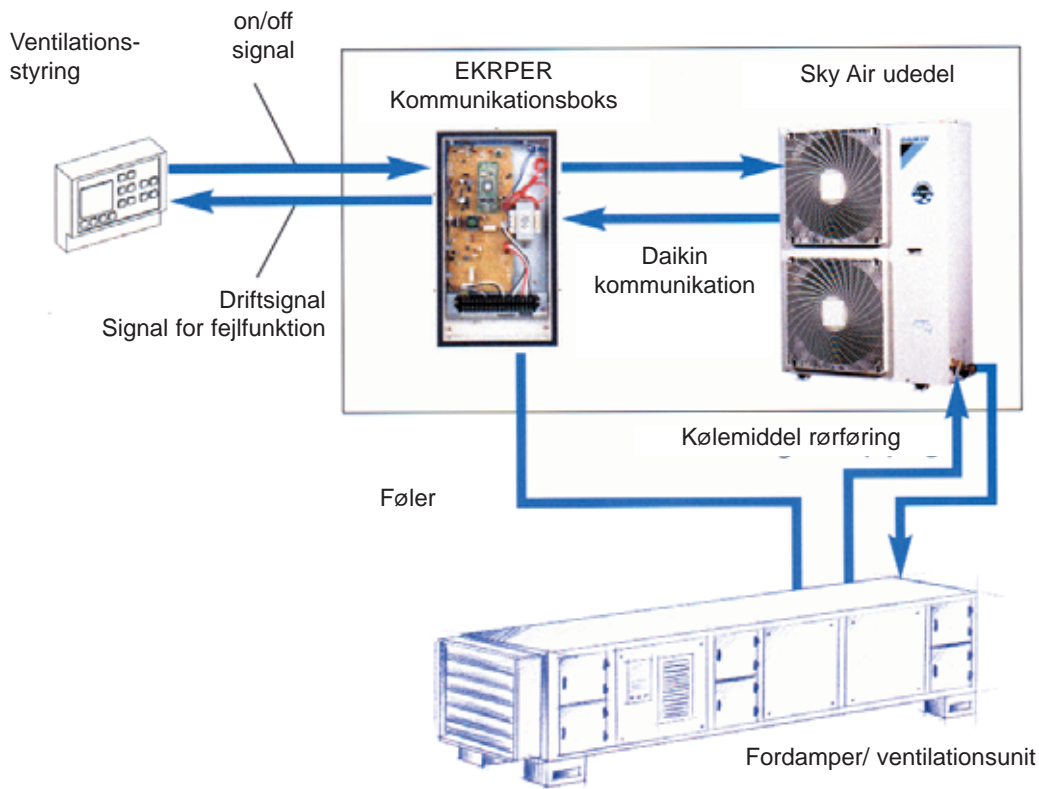 on/off
signal
Ventilations-
styring
EKRPER
Kommunikationsboks
Sky Air udedel
DAIKIN
Daikin
kommunikation
Driftsignal
Signal for fejlfunktion
Kølemiddel rørføring
Føler
Fordamper/ ventilationsunit